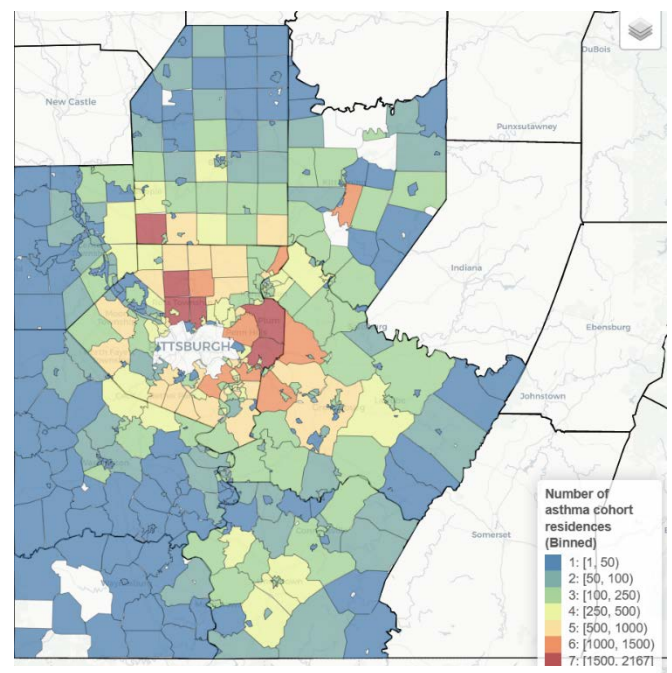 DuBois
New Castle
Punxsutawney
Indiana
TTSBURGH
Ebensburg
Johnstown
Somerset
Number of
asthma cohort
residences
(Binned)
1: [1, 50)
2: [50, 100)
3: [100, 250)
4: [250, 500)
5: [500, 1000)
6: [1000, 1500)
7: [1500, 2167]